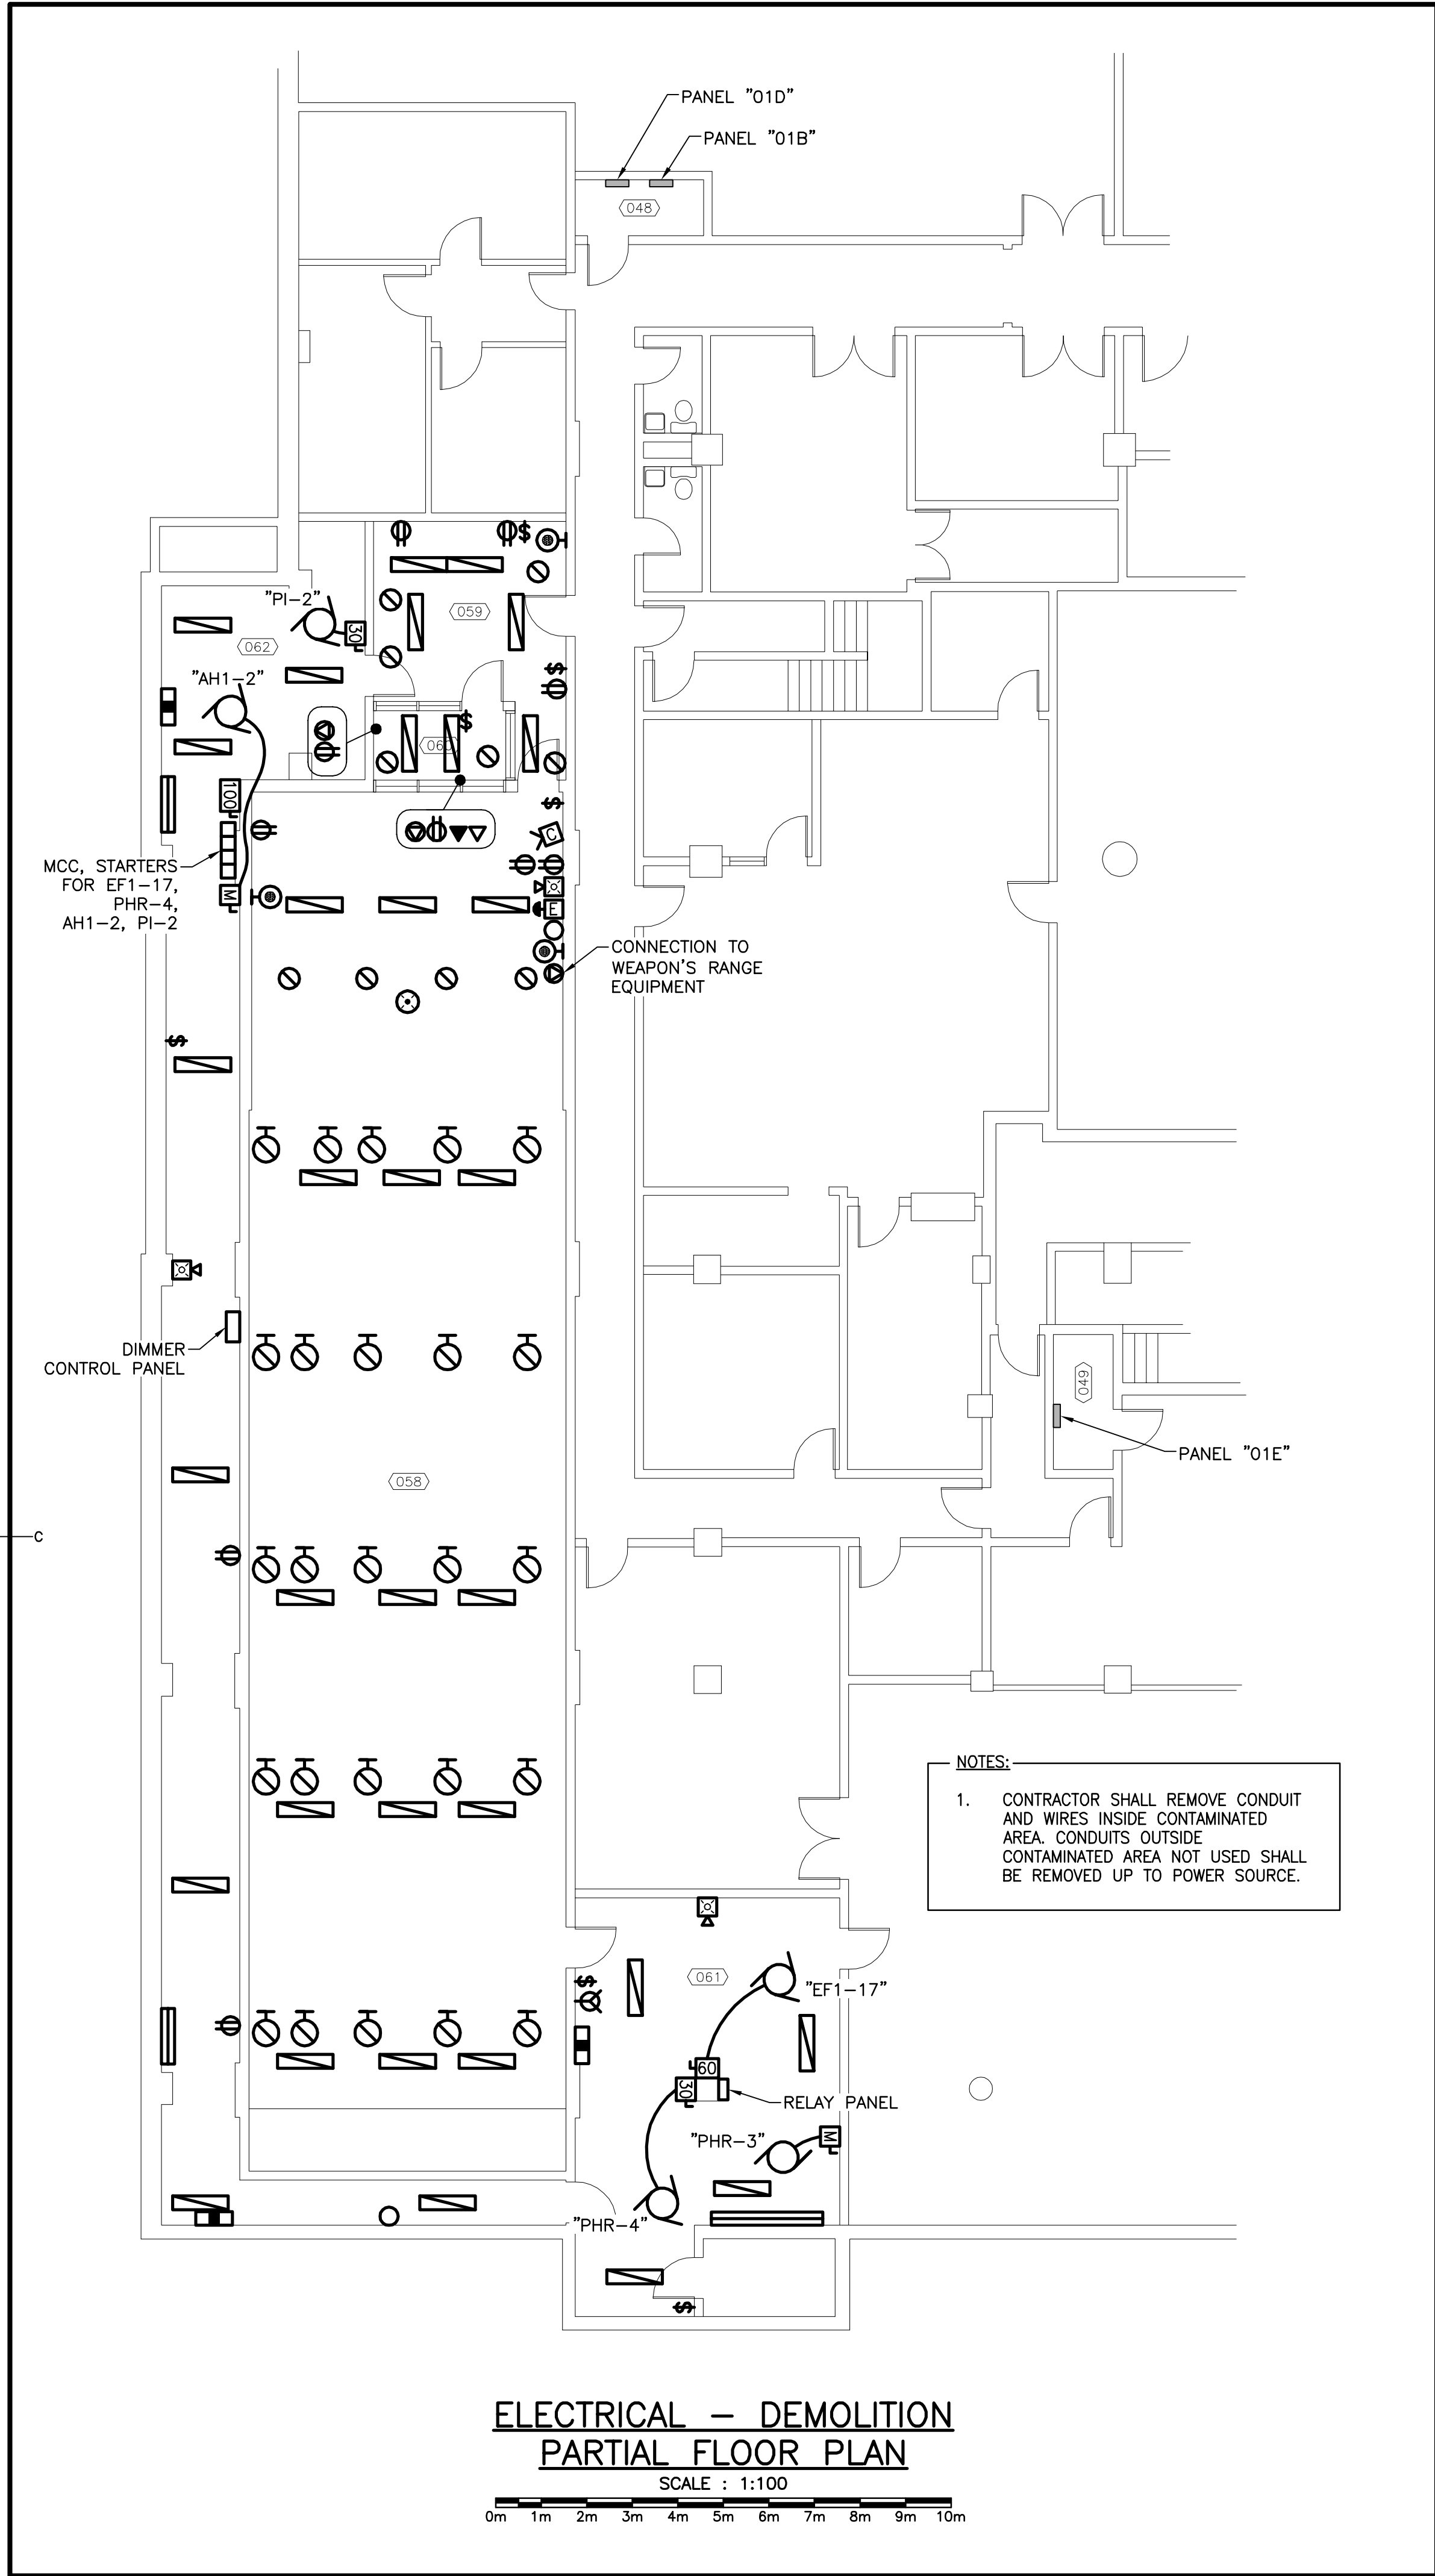 PANEL "01D"
PANEL "01B"
048
"PI-2"
30
059
062
"AH1-2"
$
$
$
100
$
C
MCC, STARTERS
FOR EF1-17,
PHR-4,
AH1-2, PI-2
M
E
CONNECTION TO
WEAPON'S RANGE
EQUIPMENT
$
DIMMER
CONTROL PANEL
049
PANEL "01E"
058
C
NOTES:
1. CONTRACTOR SHALL REMOVE CONDUIT
AND WIRES INSIDE CONTAMINATED
AREA. CONDUITS OUTSIDE
CONTAMINATED AREA NOT USED SHALL
BE REMOVED UP TO POWER SOURCE.
061
$
"EF1-17"
60
30
RELAY PANEL
"PHR-3"
M
"PHR-4"
$
ELECTRICAL - DEMOLITION
PARTIAL FLOOR PLAN
SCALE : 1:100
0m 1m 2m 3m 4m 5m 6m 7m 8m 9m 10m